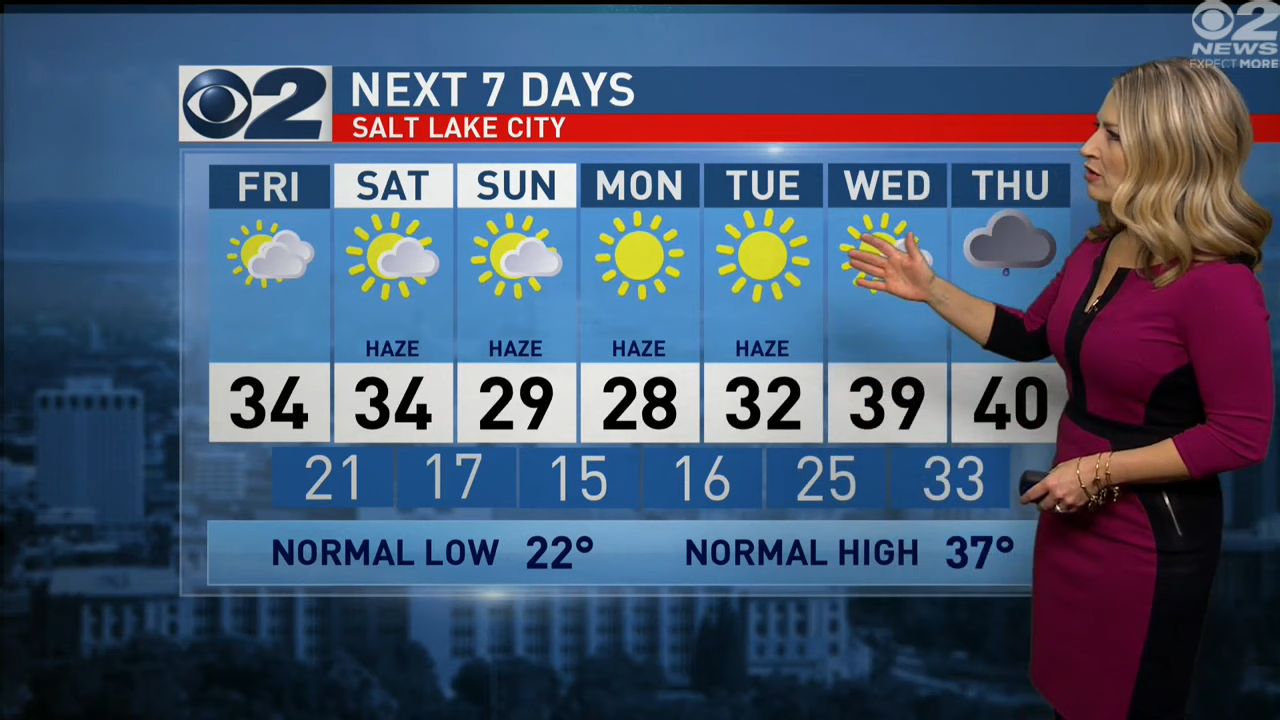 2
NEWS
EXPECT MORE
2 NEXT 7 DAYS
SALT LAKE CITY
FRI SAT SUN MON TUE WED THU
HAZE HAZE HAZE HAZE
34 34 29 28 32 39 40
21 17 15 16 25 33
NORMAL LOW 22° NORMAL HIGH 37°